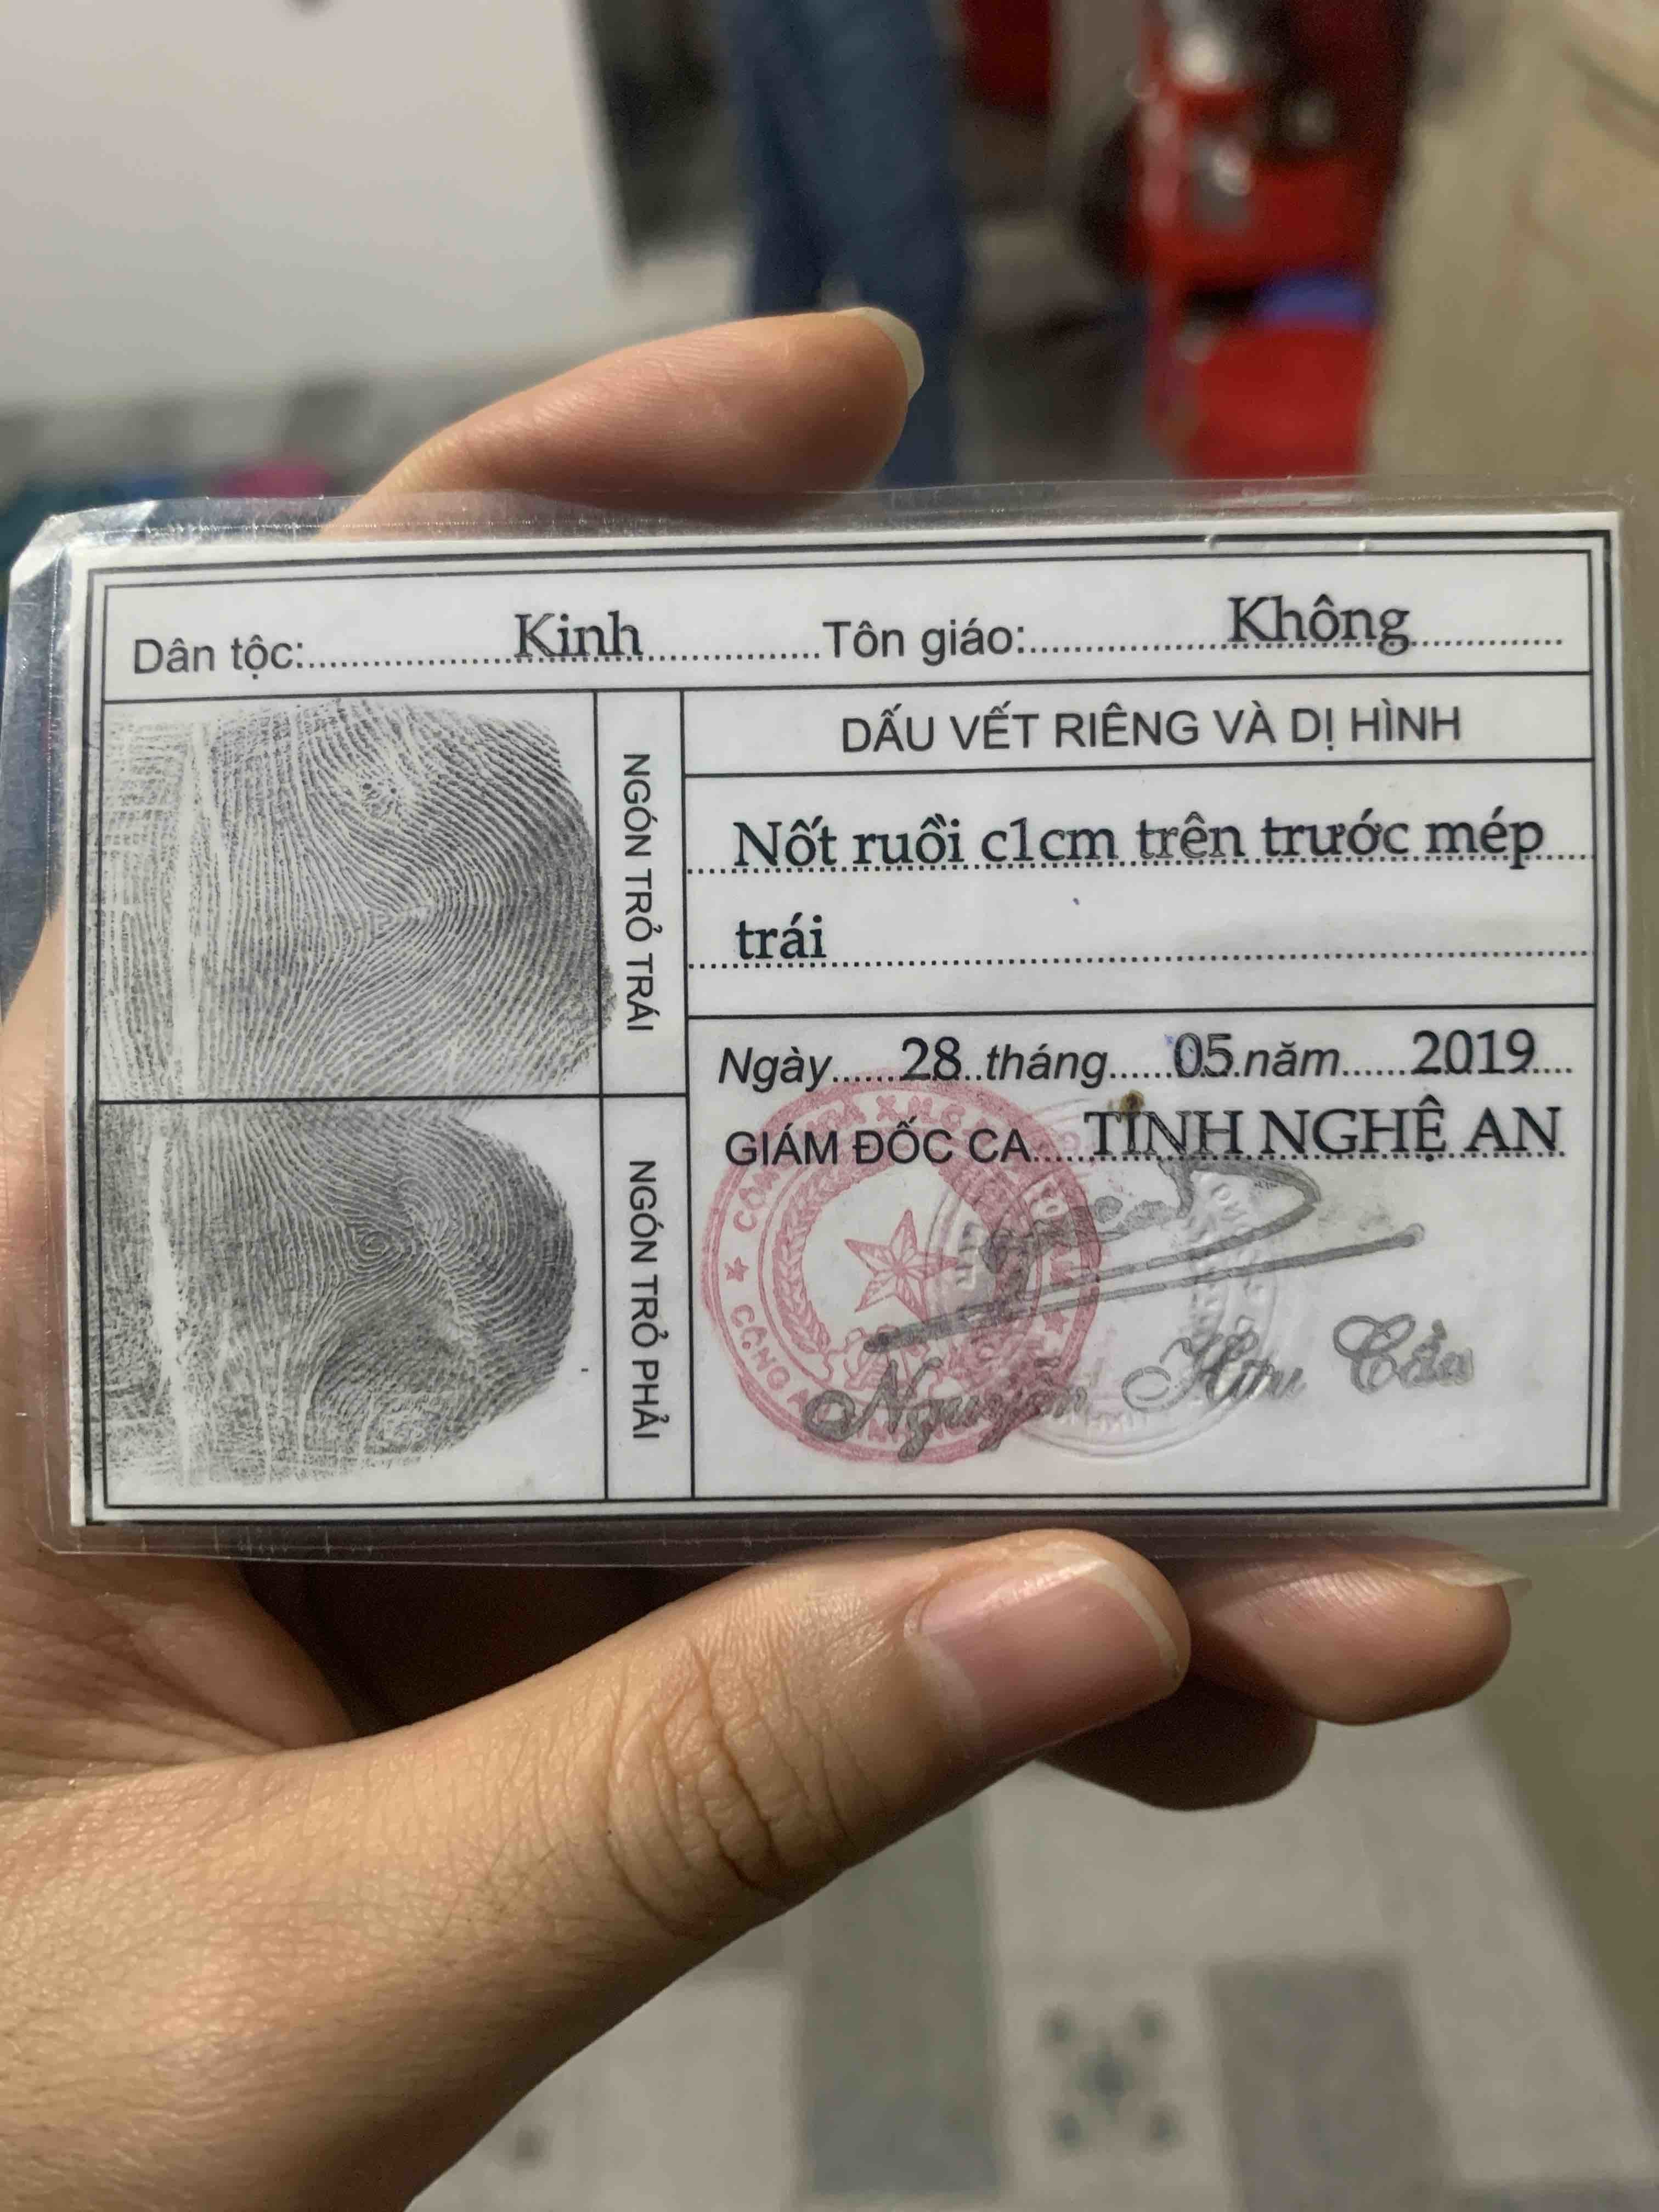 Dân tộc: Kinh Tôn giáo: Không
NGÓN TRỎ TRÁI
NGÓN TRỎ PHẢI
DẤU VẾT RIÊNG VÀ DỊ HÌNH
Nốt ruồi c1cm trên trước mép
trái
Ngày 28 tháng 05 năm 2019
GIÁM ĐỐC CA TỈNH NGHỆ AN
Nguyễn Hữu Cầu